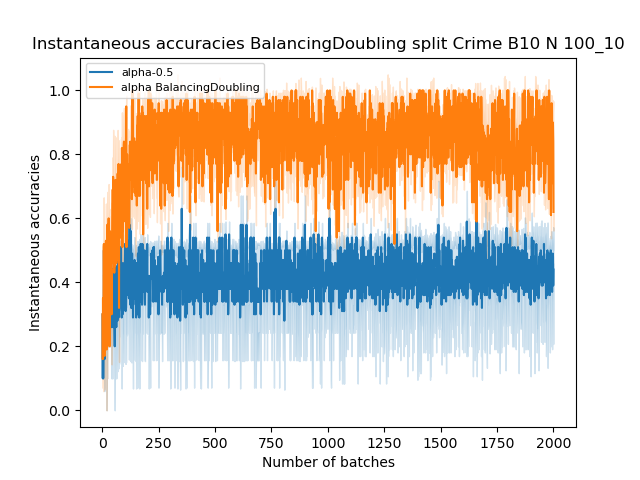 Instantaneous accuracies BalancingDoubling split Crime B10 N 100_10
alpha-0.5
alpha BalancingDoubling
Instantaneous accuracies
1.0
0.8
0.6
0.4
0.2
0.0
0 250 500 750 1000 1250 1500 1750 2000
Number of batches